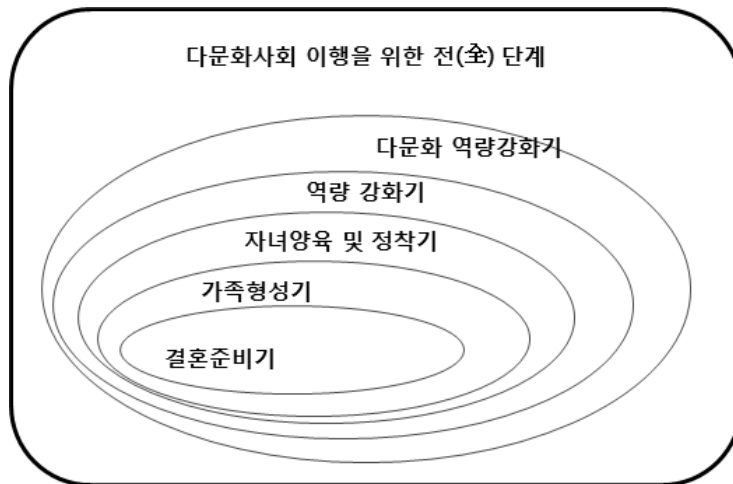 다문화사회 이행을 위한 전(全) 단계
다문화 역량강화기
역량 강화기
자녀양육 및 정착기
가족형성기
결혼준비기